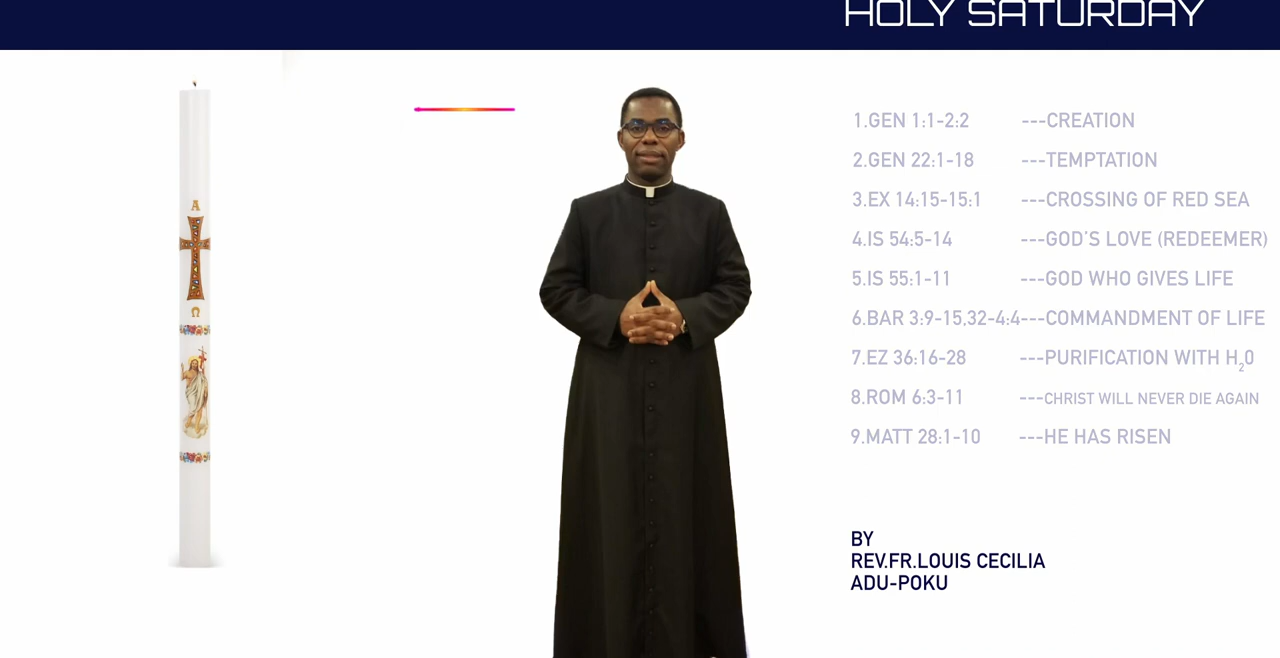 HOLY SATURDAY
1.GEN 1:1-2:2 ---CREATION
2.GEN 22:1-18 ---TEMPTATION
3.EX 14:15-15:1 ---CROSSING OF RED SEA
4.IS 54:5-14 ---GOD'S LOVE (REDEEMER)
5.IS 55:1-11 ---GOD WHO GIVES LIFE
6.BAR 3:9-15,32-4:4---COMMANDMENT OF LIFE
7.EZ 36:16-28 ---PURIFICATION WITH H₂0
8.ROM 6:3-11 ---CHRIST WILL NEVER DIE AGAIN
9.MATT 28:1-10 ---HE HAS RISEN
BY
REV.FR.LOUIS CECILIA
ADU-POKU
Α
Ω